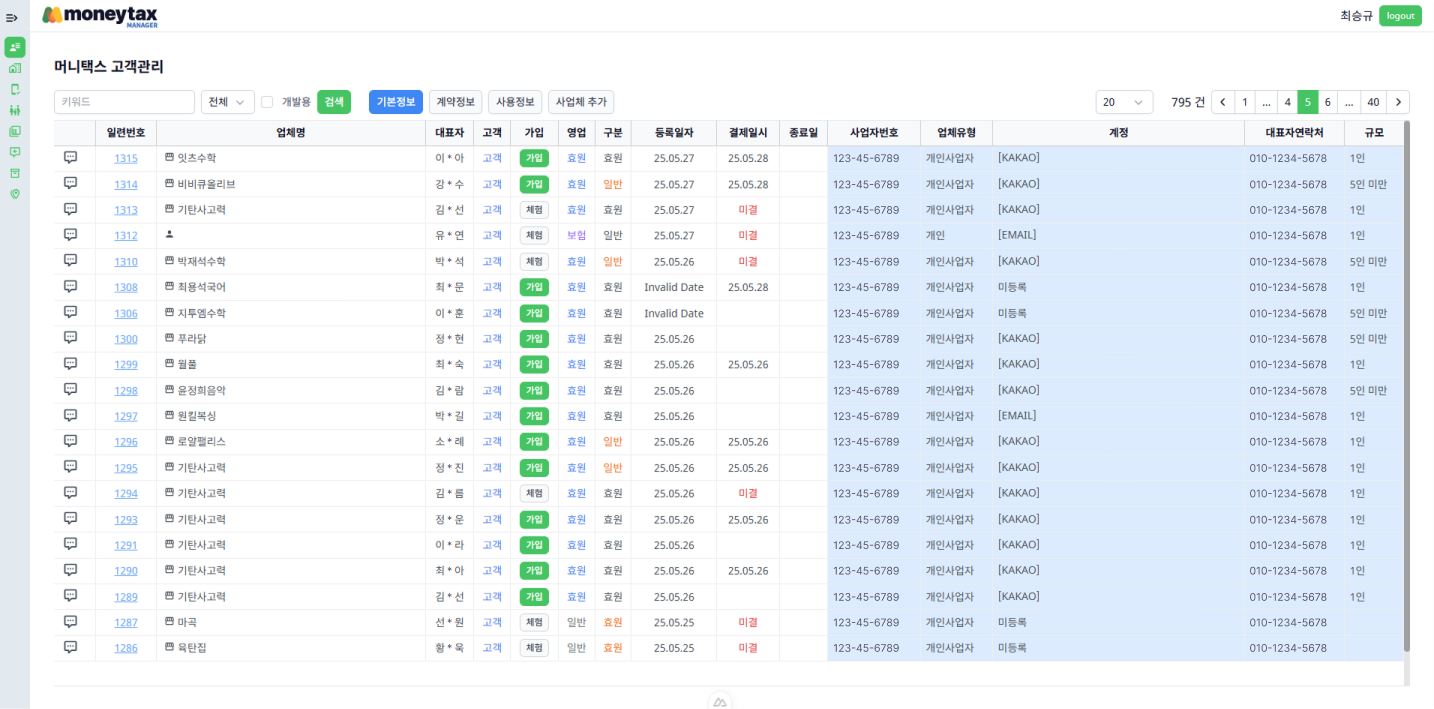 moneytax
MANAGER
최승규 logout
머니택스 고객관리
키워드 전체 개발용 검색 기본정보 계약정보 사용정보 사업체 추가 20 795 건 1 ... 4 5 6 ... 40
일련번호 업체명 대표자 고객 가입 영업 구분 등록일자 결제일시 종료일 사업자번호 업체유형 계정 대표자연락처 규모
1315 잇츠수학 이 * 아 고객 가입 효원 효원 25.05.27 25.05.28 123-45-6789 개인사업자 [KAKAO] 010-1234-5678 1인
1314 비비큐올리브 강 * 수 고객 가입 효원 일반 25.05.27 25.05.28 123-45-6789 개인사업자 [KAKAO] 010-1234-5678 5인 미만
1313 기탄사고력 김 * 선 고객 체험 효원 효원 25.05.27 미결 123-45-6789 개인사업자 [KAKAO] 010-1234-5678 1인
1312 유 * 연 고객 체험 보험 일반 25.05.27 미결 123-45-6789 개인 [EMAIL] 010-1234-5678 1인
1310 박재석수학 박 * 석 고객 체험 효원 일반 25.05.26 미결 123-45-6789 개인사업자 [KAKAO] 010-1234-5678 5인 미만
1308 최용석국어 최 * 문 고객 가입 효원 효원 Invalid Date 25.05.28 123-45-6789 개인사업자 미등록 010-1234-5678 1인
1306 지투엠수학 이 * 훈 고객 가입 효원 효원 Invalid Date 123-45-6789 개인사업자 미등록 010-1234-5678 5인 미만
1300 푸라닭 정 * 현 고객 가입 효원 효원 25.05.26 123-45-6789 개인사업자 [KAKAO] 010-1234-5678 5인 미만
1299 월풀 최 * 숙 고객 가입 효원 효원 25.05.26 25.05.26 123-45-6789 개인사업자 [KAKAO] 010-1234-5678 1인
1298 윤정희음악 김 * 람 고객 가입 효원 효원 25.05.26 123-45-6789 개인사업자 [KAKAO] 010-1234-5678 5인 미만
1297 원킬복싱 박 * 길 고객 가입 효원 효원 25.05.26 123-45-6789 개인사업자 [EMAIL] 010-1234-5678 1인
1296 로얄팰리스 소 * 례 고객 가입 효원 일반 25.05.26 25.05.26 123-45-6789 개인사업자 [KAKAO] 010-1234-5678 1인
1295 기탄사고력 정 * 진 고객 가입 효원 일반 25.05.26 25.05.26 123-45-6789 개인사업자 [KAKAO] 010-1234-5678 1인
1294 기탄사고력 김 * 름 고객 체험 효원 효원 25.05.26 미결 123-45-6789 개인사업자 [KAKAO] 010-1234-5678 1인
1293 기탄사고력 정 * 운 고객 가입 효원 효원 25.05.26 25.05.26 123-45-6789 개인사업자 [KAKAO] 010-1234-5678 1인
1291 기탄사고력 이 * 라 고객 가입 효원 효원 25.05.26 123-45-6789 개인사업자 [KAKAO] 010-1234-5678 1인
1290 기탄사고력 최 * 아 고객 가입 효원 효원 25.05.26 25.05.26 123-45-6789 개인사업자 [KAKAO] 010-1234-5678 1인
1289 기탄사고력 김 * 선 고객 가입 효원 효원 25.05.26 123-45-6789 개인사업자 [KAKAO] 010-1234-5678 1인
1287 마곡 선 * 원 고객 체험 일반 효원 25.05.25 미결 123-45-6789 개인사업자 미등록 010-1234-5678
1286 육탄집 황 * 욱 고객 체험 일반 효원 25.05.25 미결 123-45-6789 개인사업자 미등록 010-1234-5678